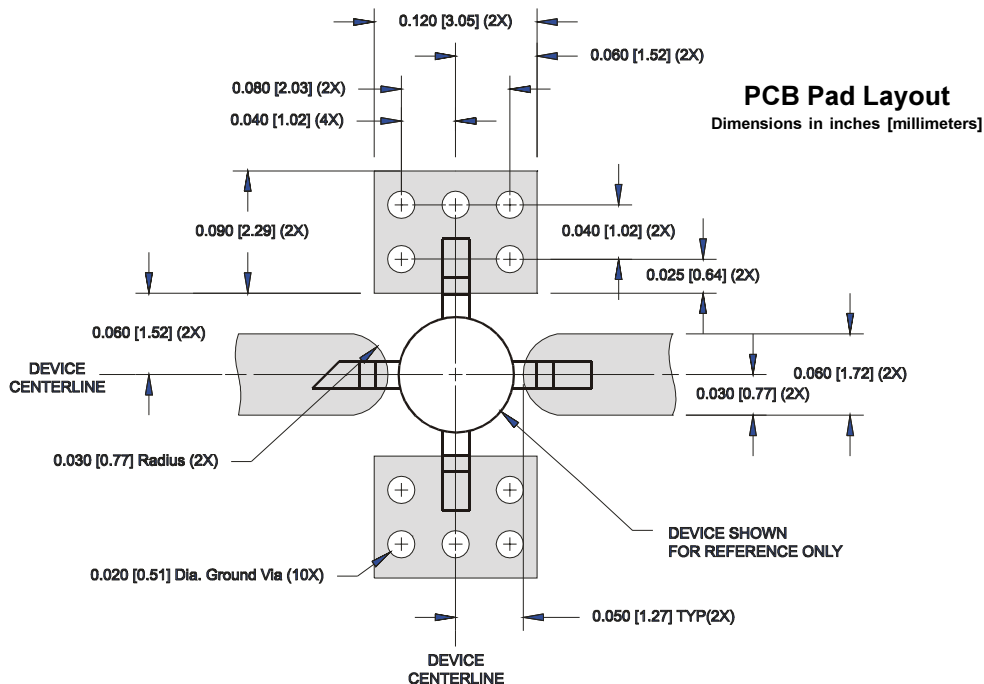 0.120 [3.05] (2X)
0.060 [1.52] (2X)
0.080 [2.03] (2X)
PCB Pad Layout
0.040 [1.02] (4X)
Dimensions in inches [millimeters]
0.090 [2.29] (2X)
0.040 [1.02] (2X)
0.025 [0.64] (2X)
0.060 [1.52] (2X)
DEVICE
CENTERLINE
0.060 [1.72] (2X)
0.030 [0.77] (2X)
0.030 [0.77] Radius (2X)
DEVICE SHOWN
FOR REFERENCE ONLY
0.020 [0.51] Dia. Ground Via (10X)
0.050 [1.27] TYP(2X)
DEVICE
CENTERLINE